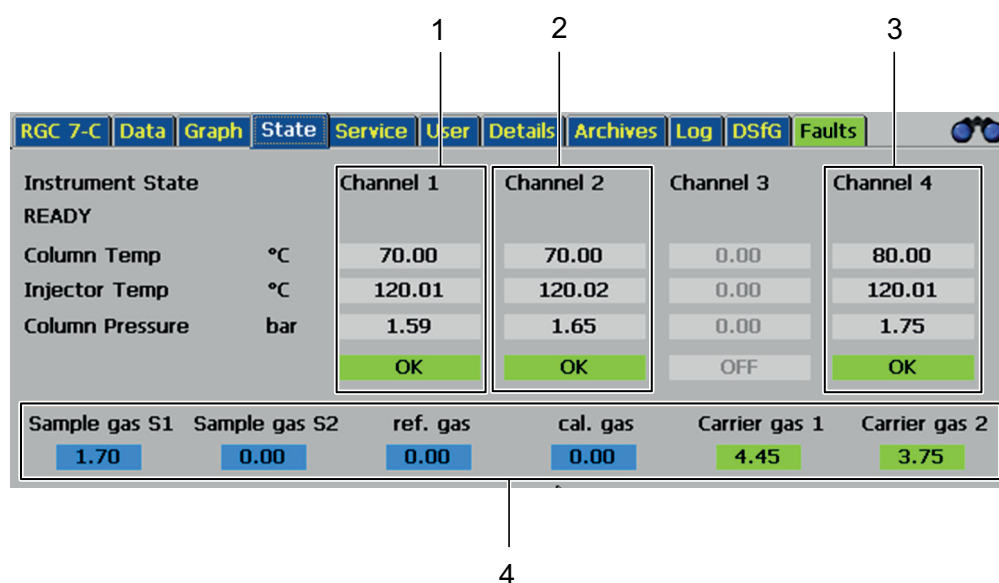 1 2 3
RGC 7-C Data Graph State Service User Details Archives Log DSfG Faults
Instrument State Channel 1 Channel 2 Channel 3 Channel 4
READY
Column Temp °C 70.00 70.00 0.00 80.00
Injector Temp °C 120.01 120.02 0.00 120.01
Column Pressure bar 1.59 1.65 0.00 1.75
OK OK OFF OK
Sample gas S1 Sample gas S2 ref. gas cal. gas Carrier gas 1 Carrier gas 2
1.70 0.00 0.00 0.00 4.45 3.75
4